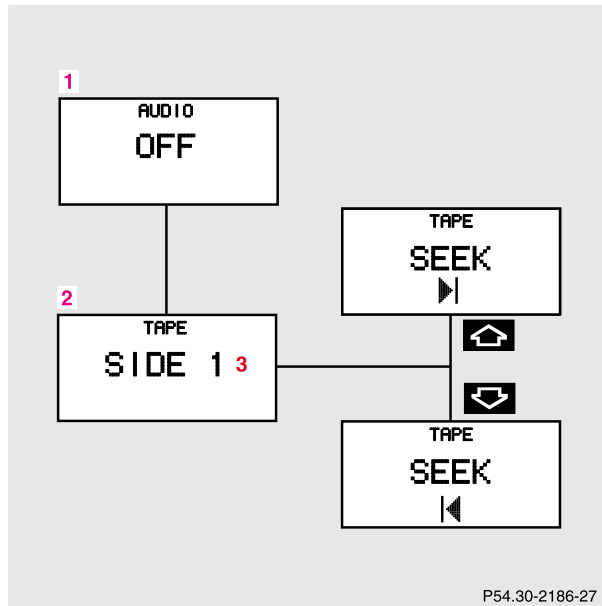 1
AUDIO
OFF
TAPE
SEEK
2
TAPE
SIDE 1 3
TAPE
SEEK
P54.30-2186-27